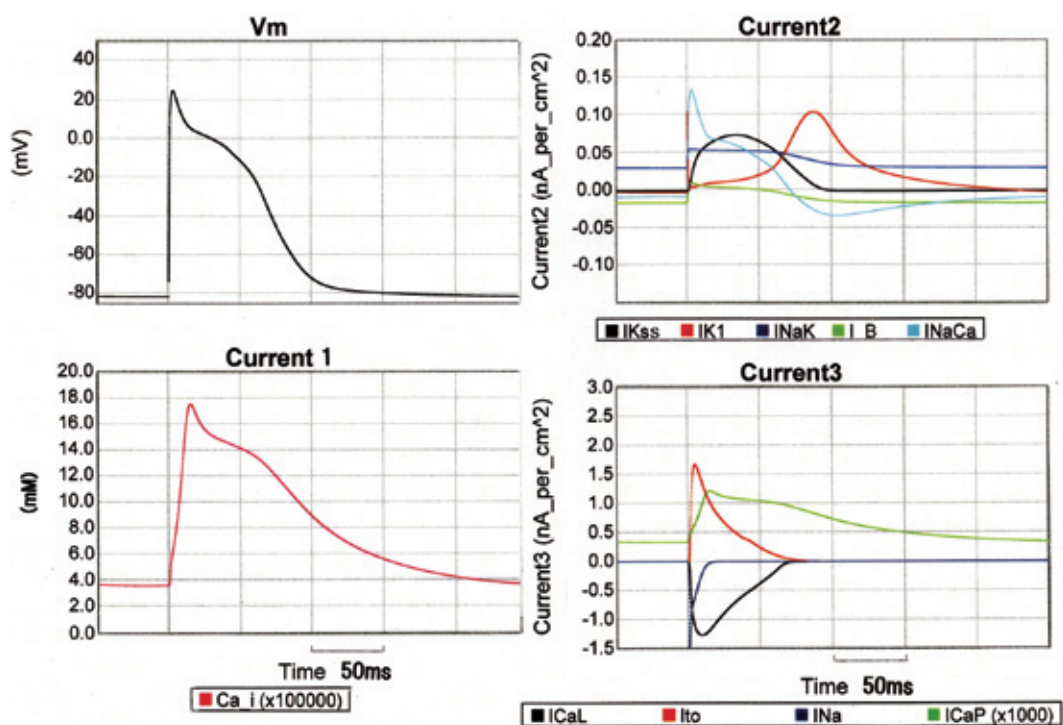 Vm
40
20
0.0
-20
-40
-60
-80
(mV)
Current2
0.20
0.15
0.10
0.05
0.00
-0.05
-0.10
Current2 (nA_per_cm^2)
IKss IK1 INaK I_B INaCa
Current 1
20.0
18.0
16.0
14.0
12.0
10.0
8.0
6.0
4.0
2.0
0.0
(mM)
Time 50ms
Ca_i (x100000)
Current3
3.0
2.5
2.0
1.5
1.0
0.5
0.0
-0.5
-1.0
-1.5
Current3 (nA_per_cm^2)
Time 50ms
ICaL Ito INa ICaP (x1000)